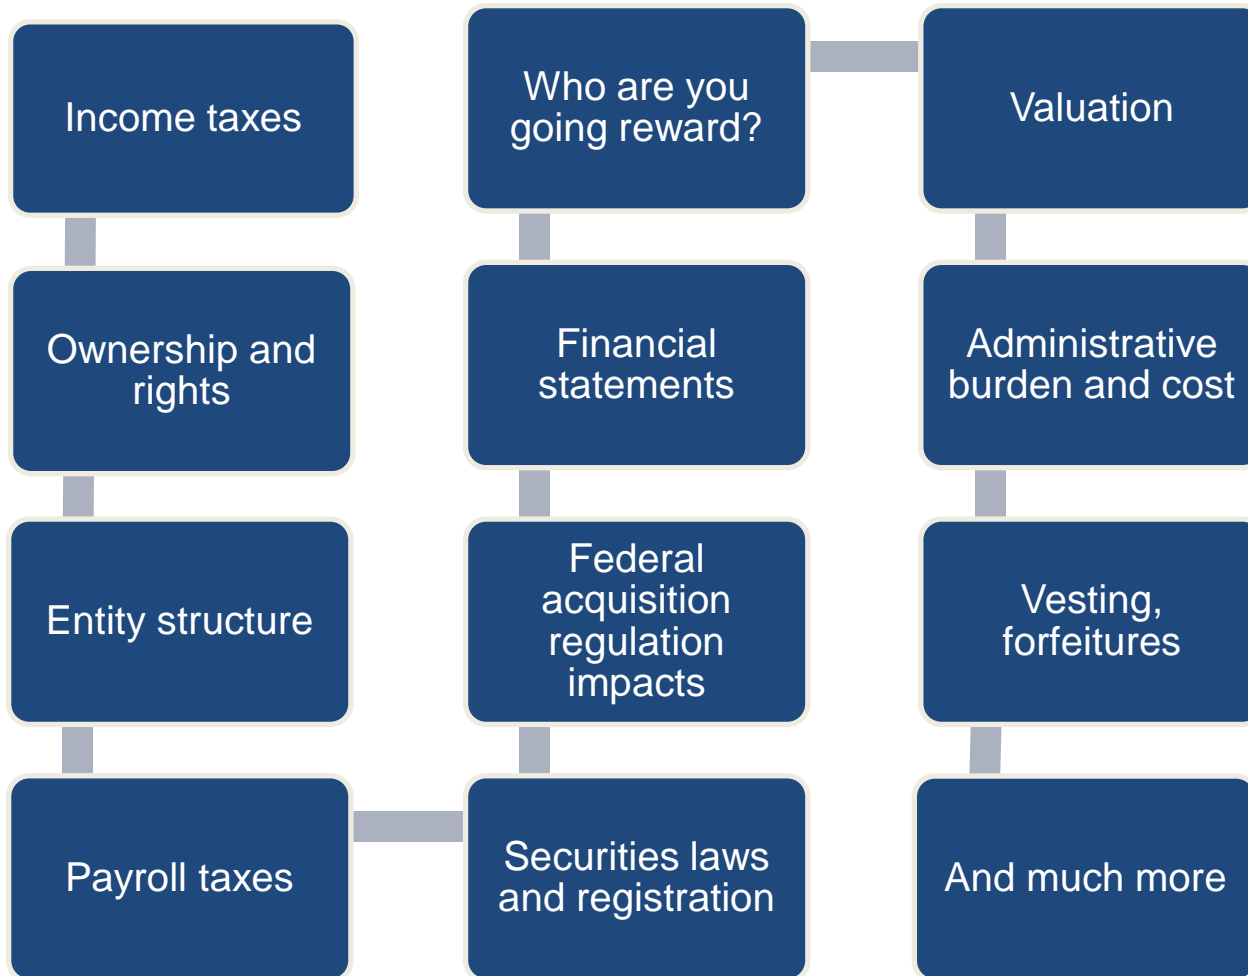 Income taxes
Ownership and
rights
Entity structure
Payroll taxes
Securities laws
and registration
Federal
acquisition
regulation
impacts
Financial
statements
Who are you
going reward?
Valuation
Administrative
burden and cost
Vesting,
forfeitures
And much more